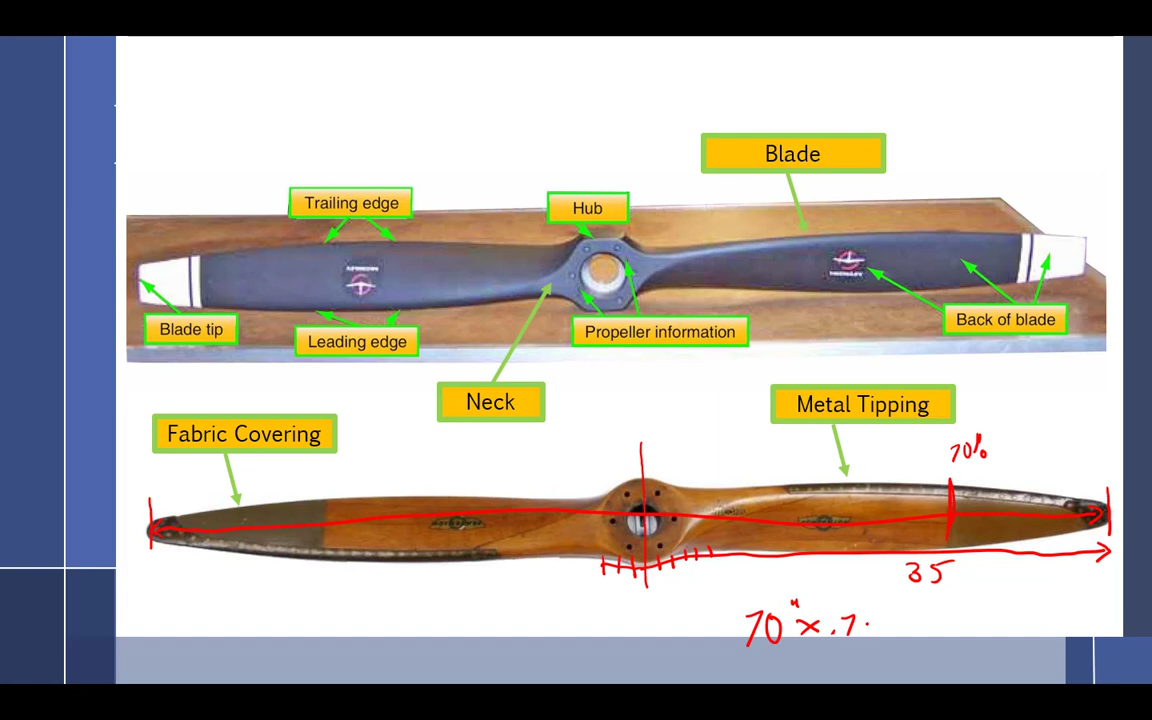 Blade
Trailing edge
Hub
Blade tip
Leading edge
Propeller information
Back of blade
Neck
Metal Tipping
Fabric Covering
70%
35
70" x .7